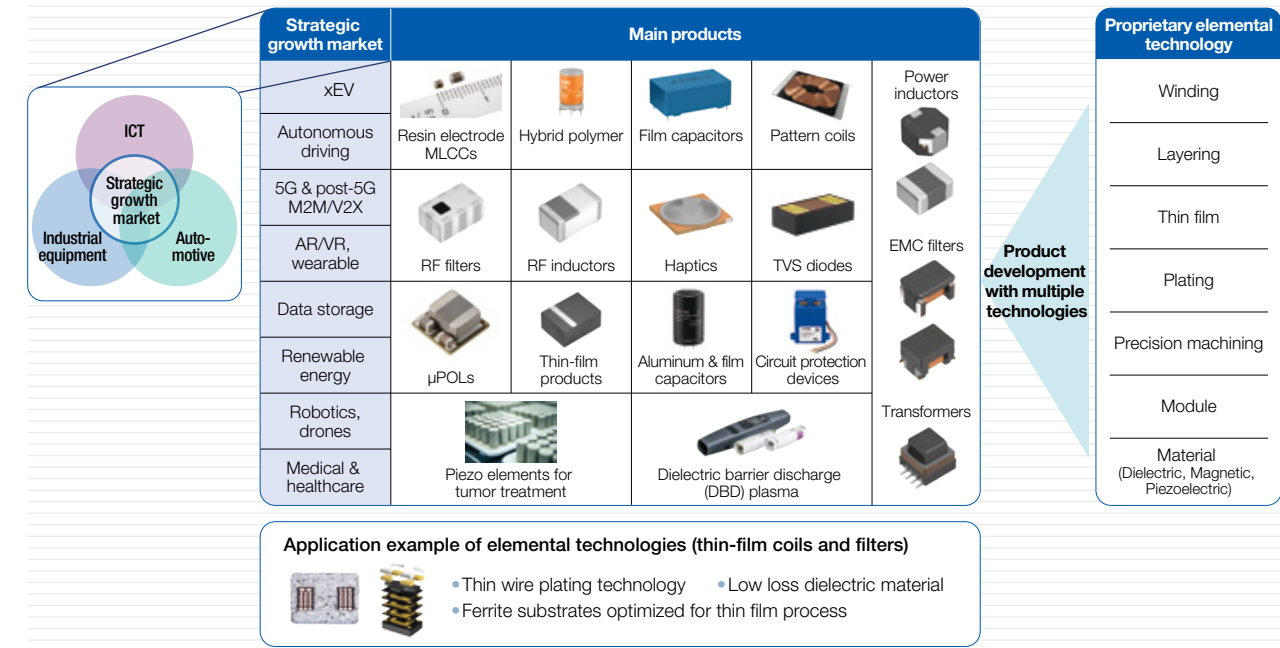 ICT
Strategic
growth
market
Industrial
equipment
Auto-
motive
Strategic
growth market
Main products
xEV
Autonomous
driving
5G & post-5G
M2M/V2X
AR/VR,
wearable
Data storage
Renewable
energy
Robotics,
drones
Medical &
healthcare
Resin electrode
MLCCs
Hybrid polymer
Film capacitors
Pattern coils
RF filters
RF inductors
Haptics
TVS diodes
µPOLs
Thin-film
products
Aluminum & film
capacitors
Circuit protection
devices
Piezo elements for
tumor treatment
Dielectric barrier discharge
(DBD) plasma
Power
inductors
EMC filters
Transformers
Product
development
with multiple
technologies
Proprietary elemental
technology
Winding
Layering
Thin film
Plating
Precision machining
Module
Material
(Dielectric, Magnetic,
Piezoelectric)
Application example of elemental technologies (thin-film coils and filters)
•Thin wire plating technology
•Low loss dielectric material
•Ferrite substrates optimized for thin film process